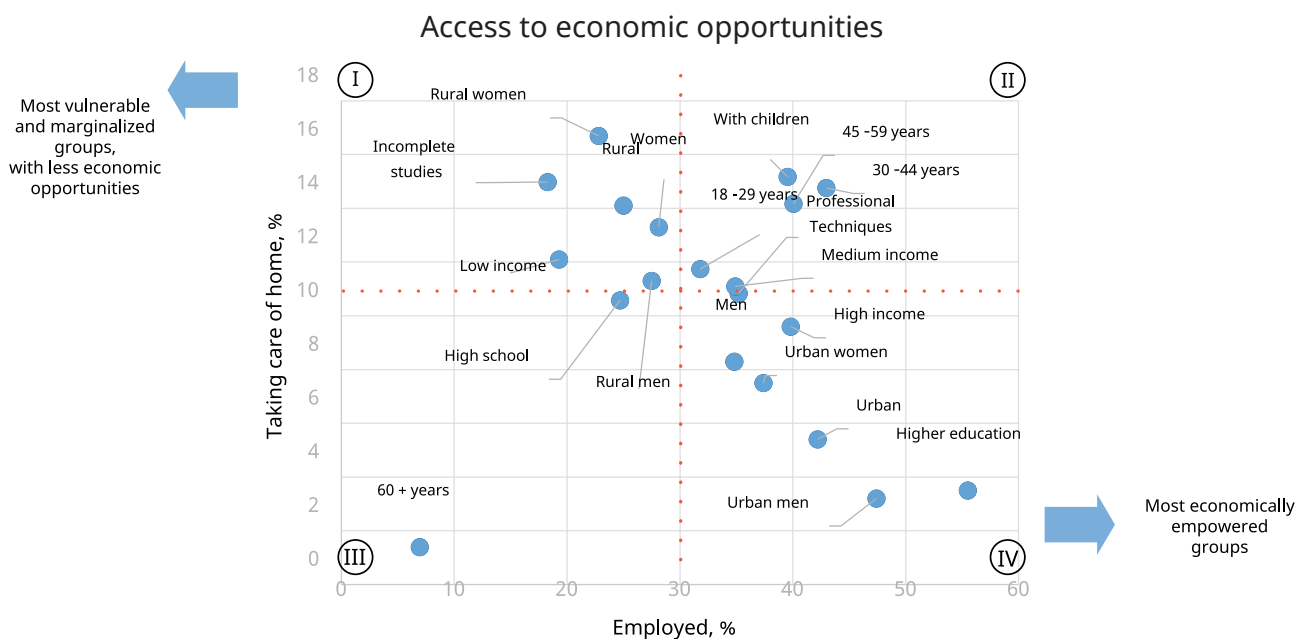 Access to economic opportunities
I
II
18
Most vulnerable
and marginalized
groups,
with less economic
opportunities
Rural women
With children
16
45 -59 years
Women
Incomplete
studies
Rural
14
30 -44 years
18 -29 years
Professional
12
Techniques
Medium income
Low income
10
Men
High income
8
High school
Urban women
Rural men
6
Urban
Higher education
4
60 + years
2
Urban men
Most economically
empowered
groups
0
III
IV
0
10
20
30
40
50
60
Taking care of home, %
Employed, %